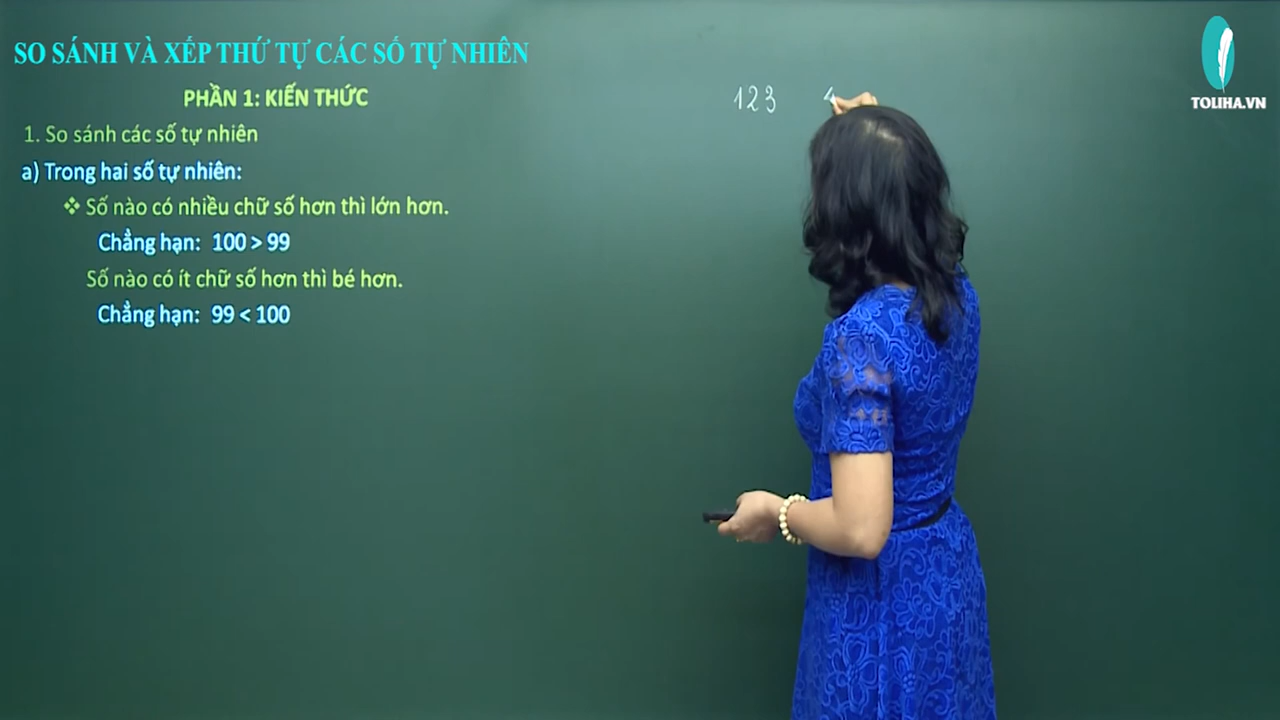 SO SÁNH VÀ XẾP THỨ TỰ CÁC SỐ TỰ NHIÊN
PHẦN 1: KIẾN THỨC
1. So sánh các số tự nhiên
a) Trong hai số tự nhiên:
❖ Số nào có nhiều chữ số hơn thì lớn hơn.
Chẳng hạn: 100 > 99
Số nào có ít chữ số hơn thì bé hơn.
Chẳng hạn: 99 < 100
123
TOLIHA.VN